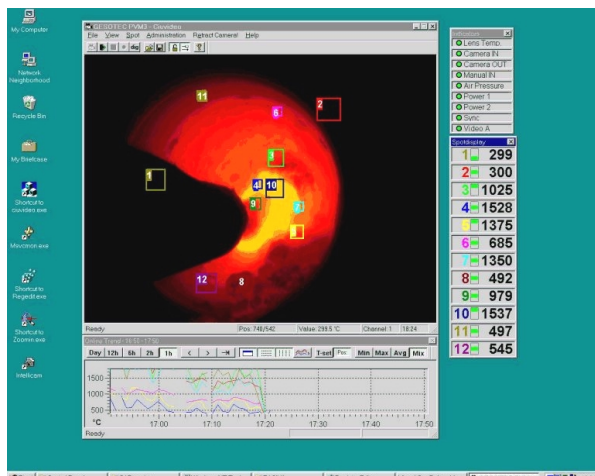 My Computer
Network
Neighborhood
Recycle Bin
My Briefcase
Shortcut to
Shortcut to
Regedit.exe
Shortcut to
Zoomin.exe
Intellicam
File View Spot Administration Retract Camera! Help
dig
11
6
2
3
1
4
10
9
7
12
8
Ready
Pos: 748/542
Value: 299.5 °C
Channel: 1
18:24
Day 12h 6h 2h 1h < > T-set Pos Min Max Avg Mix
1500
1000
500
°C
17:00 17:10 17:20 17:30 17:40 17:50
Ready
Lens Temp.
Camera IN
Camera OUT
Manual IN
Air Pressure
Power 1
Power 2
Sync
Video A
Spotdisplay
1 299
2 300
3 1025
4 1528
5 1375
6 685
7 1350
8 492
9 979
10 1537
11 497
12 545